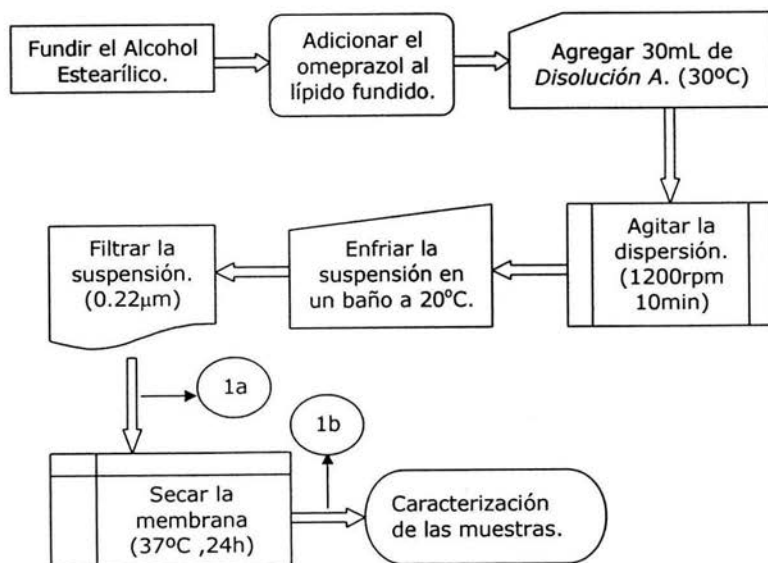 Fundir el Alcohol
Estearílico.
Adicionar el
omeprazol al
lípido fundido.
Agregar 30mL de
Disolución A. (30ºC)
Agitar la
dispersión.
(1200rpm
10min)
Enfriar la
suspensión en
un baño a 20ºC.
Filtrar la
suspensión.
(0.22µm)
1a
Secar la
membrana
(37ºC ,24h)
1b
Caracterización
de las muestras.